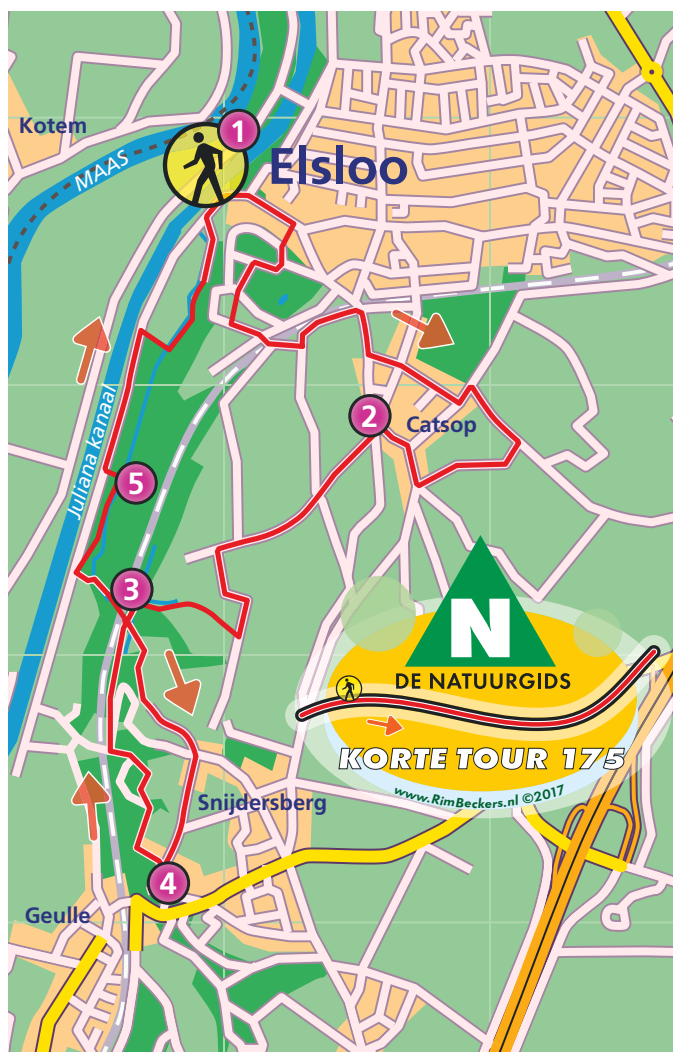 Kotem
1
MAAS
Elsloo
Juliana kanaal
2
Catsop
5
3
N
DE NATUURGIDS
KORTE TOUR 175
www.RimBeckers.nl ©2017
Snijdersberg
4
Geulle